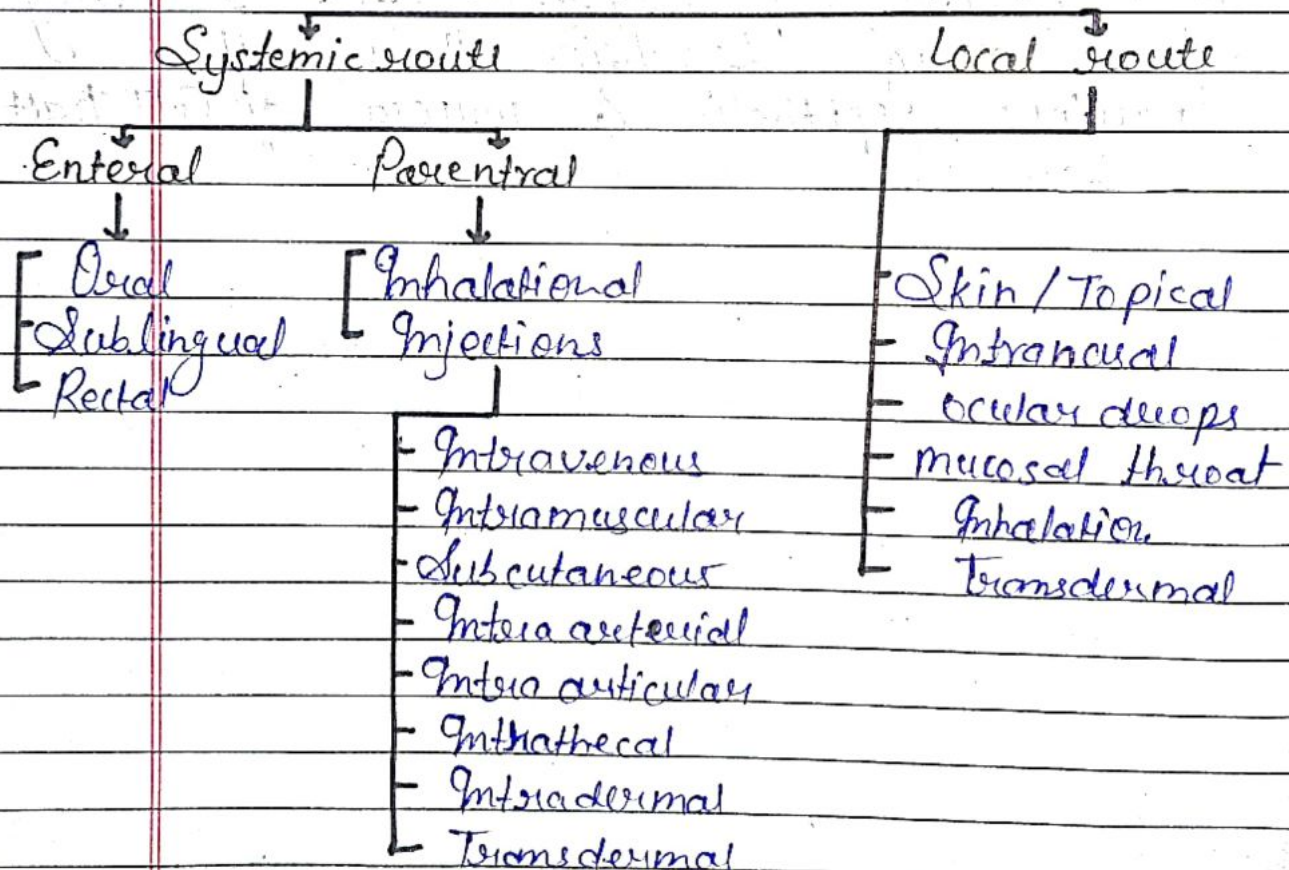 Systemic route
Local route
Enteral
Parentral
Oral
Sublingual
Rectal
Inhalational
Injections
Intravenous
Intramuscular
Subcutaneous
Intra arterial
Intra articular
Inthathecal
Intradermal
Transdermal
Skin / Topical
Intranasal
ocular drops
mucosal throat
Inhalation
Transdermal